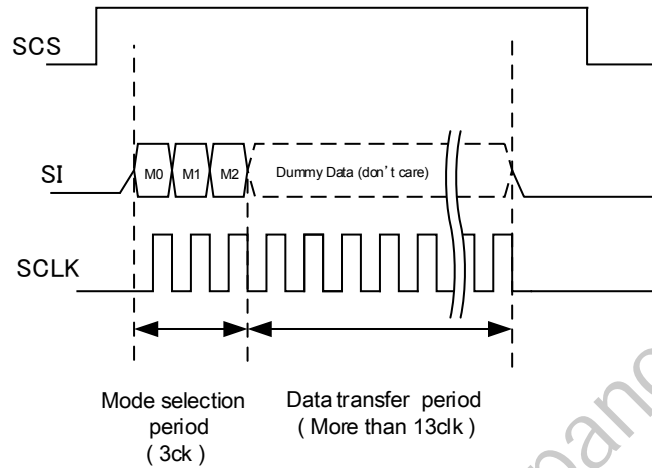 SCS
SI
M0 M1 M2 Dummy Data (don't care)
SCLK
Mode selection
period
( 3ck )
Data transfer period
( More than 13clk )